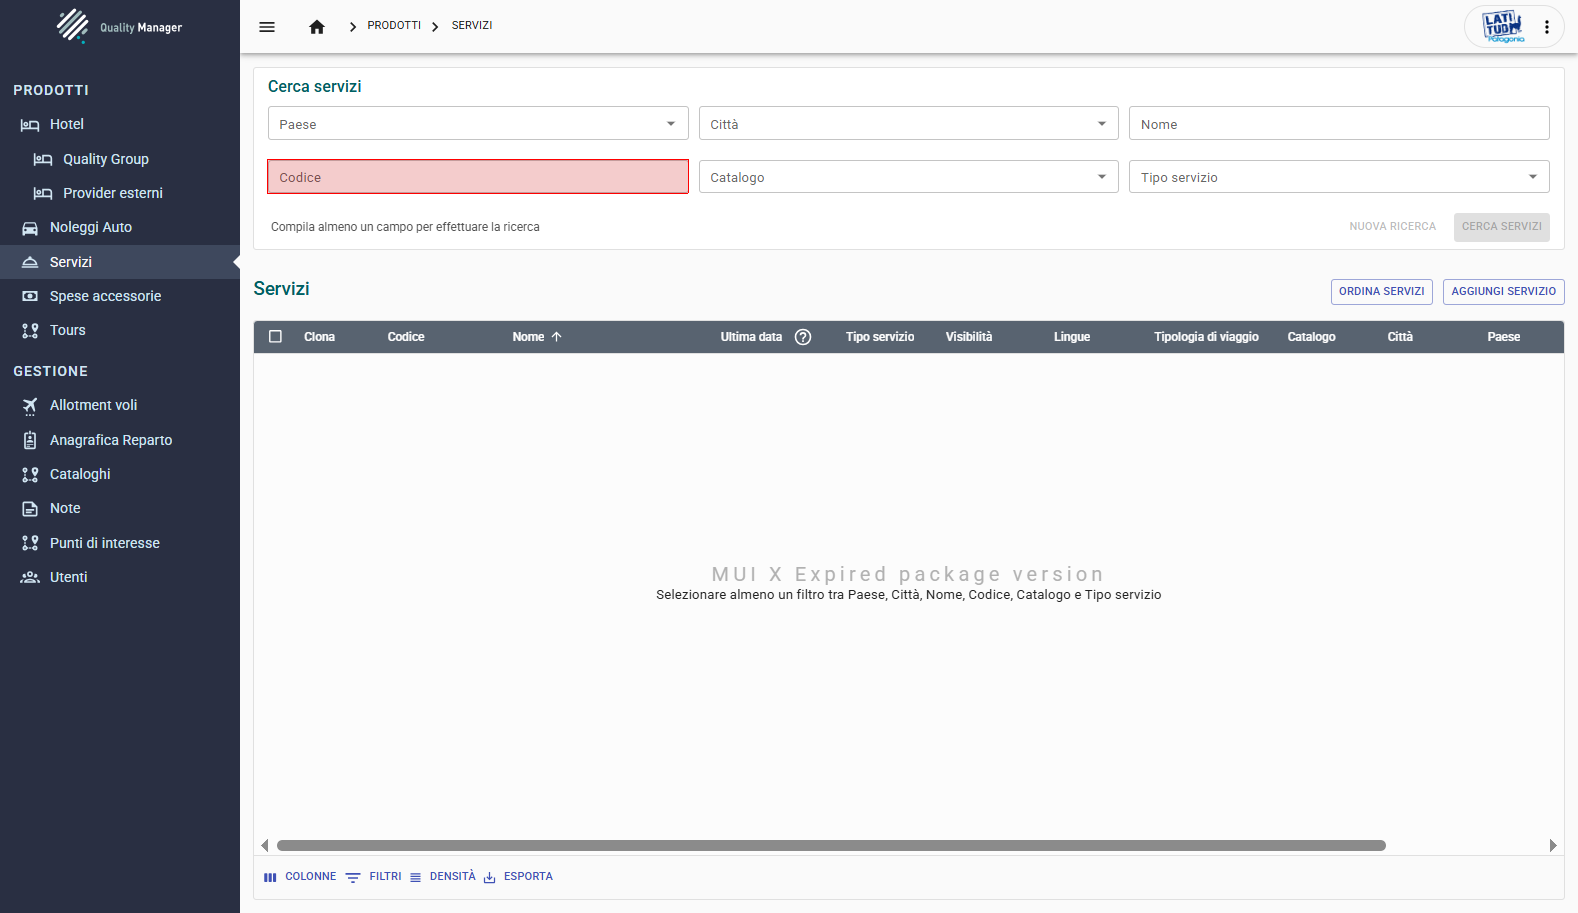 Quality Manager
PRODOTTI
SERVIZI
LATI
TUD
Patagonia
PRODOTTI
Hotel
Quality Group
Provider esterni
Noleggi Auto
Servizi
Spese accessorie
Tours
GESTIONE
Allotment voli
Anagrafica Reparto
Cataloghi
Note
Punti di interesse
Utenti
Cerca servizi
Paese
Città
Nome
Codice
Catalogo
Tipo servizio
Compila almeno un campo per effettuare la ricerca
NUOVA RICERCA
CERCA SERVIZI
Servizi
ORDINA SERVIZI
AGGIUNGI SERVIZIO
Clona Codice Nome Ultima data ? Tipo servizio Visibilità Lingue Tipologia di viaggio Catalogo Città Paese
MUI X Expired package version
Selezionare almeno un filtro tra Paese, Città, Nome, Codice, Catalogo e Tipo servizio
COLONNE FILTRI DENSITÀ ESPORTA